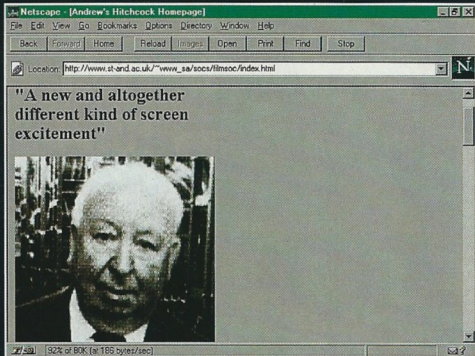 Netscape - [Andrew's Hitchcock Homepage]
File Edit View Go Bookmarks Options Directory Window Help
Back Forward Home Reload Images Open Print Find Stop
Location: http://www.st-and.ac.uk/~www_sa/socs/filmsoc/index.html
N
"A new and altogether
different kind of screen
excitement"
92% of 80K (at 186 bytes/sec)